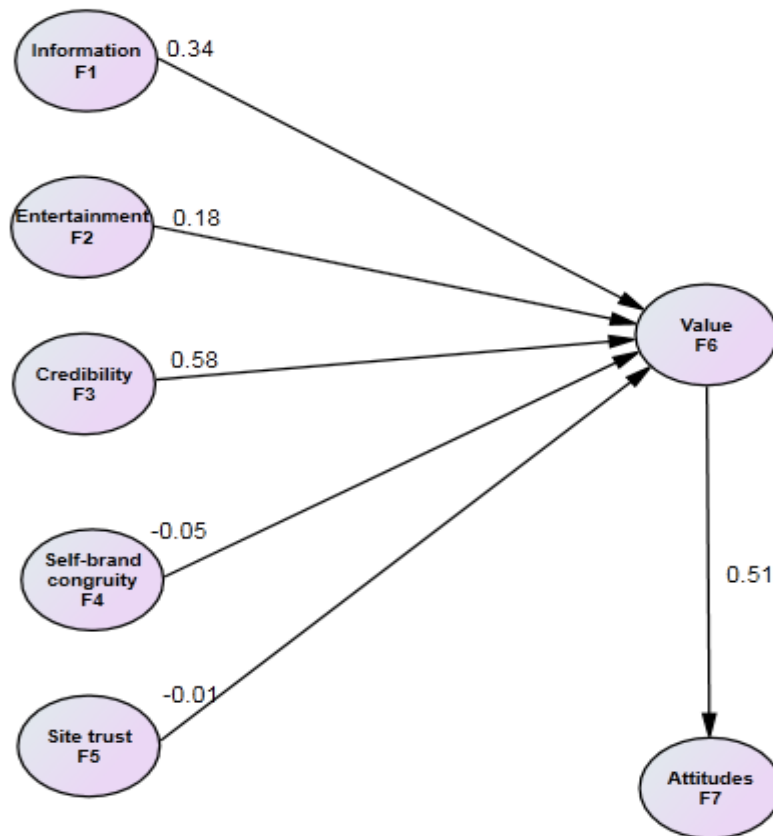 0.34
Information
F1
0.18
Entertainment
F2
Value
F6
0.58
Credibility
F3
-0.05
Self-brand
congruity
F4
0.51
-0.01
Site trust
F5
Attitudes
F7